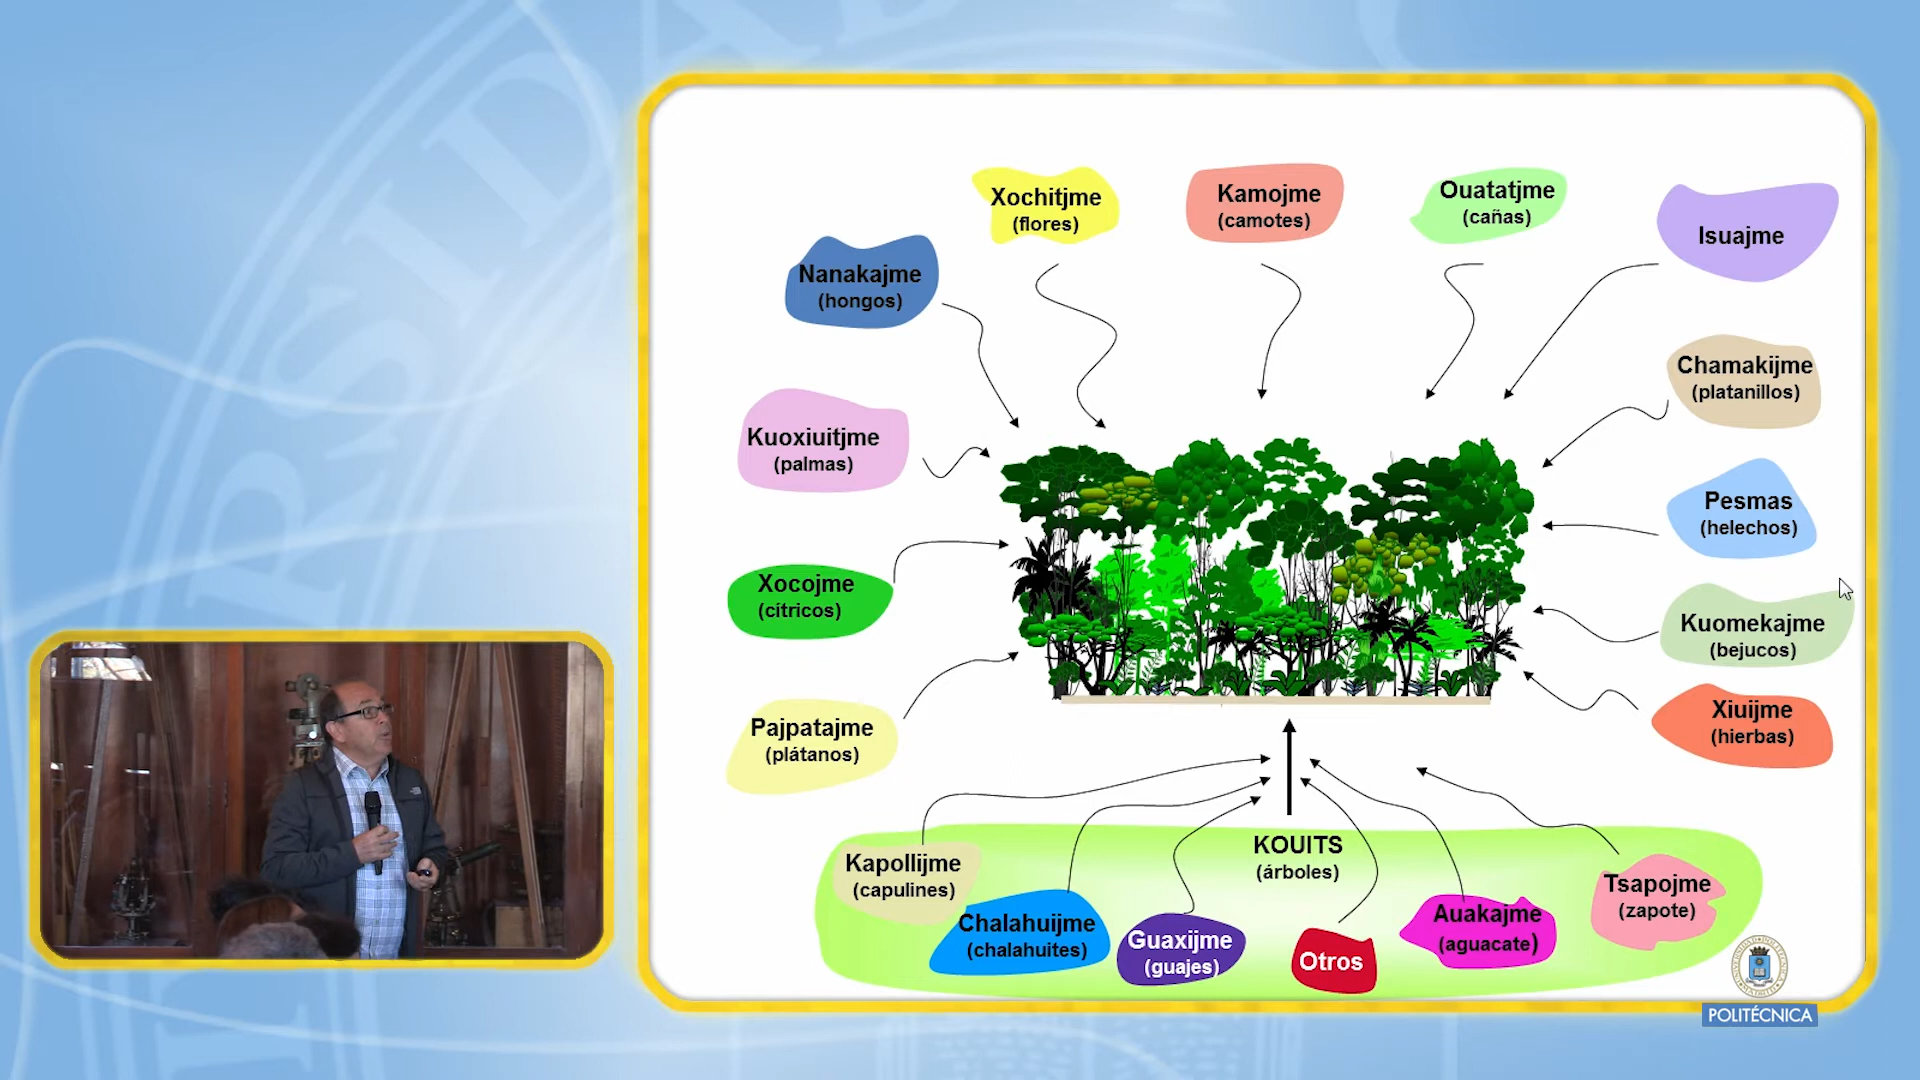 Xochitjme
(flores)
Kamojme
(camotes)
Ouatatjme
(cañas)
Isuajme
Nanakajme
(hongos)
Chamakijme
(platanillos)
Kuoxiuitjme
(palmas)
Pesmas
(helechos)
Xocojme
(cítricos)
Kuomekajme
(bejucos)
Pajpatajme
(plátanos)
Xiuijme
(hierbas)
KOUITS
(árboles)
Kapollijme
(capulines)
Chalahuijme
(chalahuites)
Guaxijme
(guajes)
Otros
Auakajme
(aguacate)
Tsapojme
(zapote)
POLITÉCNICA